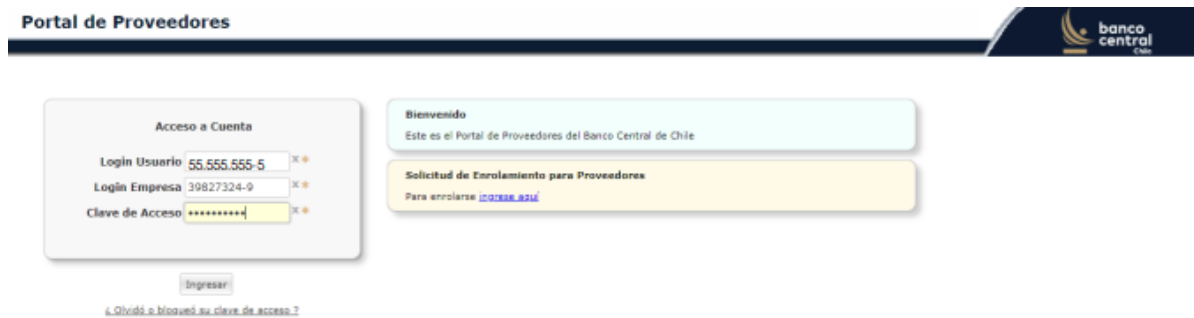 Portal de Proveedores
banco
central
Chile
Acceso a Cuenta
Login Usuario 55.555.555-5 x *
Login Empresa 39827324-9 x *
Clave de Acceso ********** x *
Ingresar
¿ Olvidó o bloqueó su clave de acceso ?
Bienvenido
Este es el Portal de Proveedores del Banco Central de Chile
Solicitud de Enrolamiento para Proveedores
Para enrolarse ingrese aquí